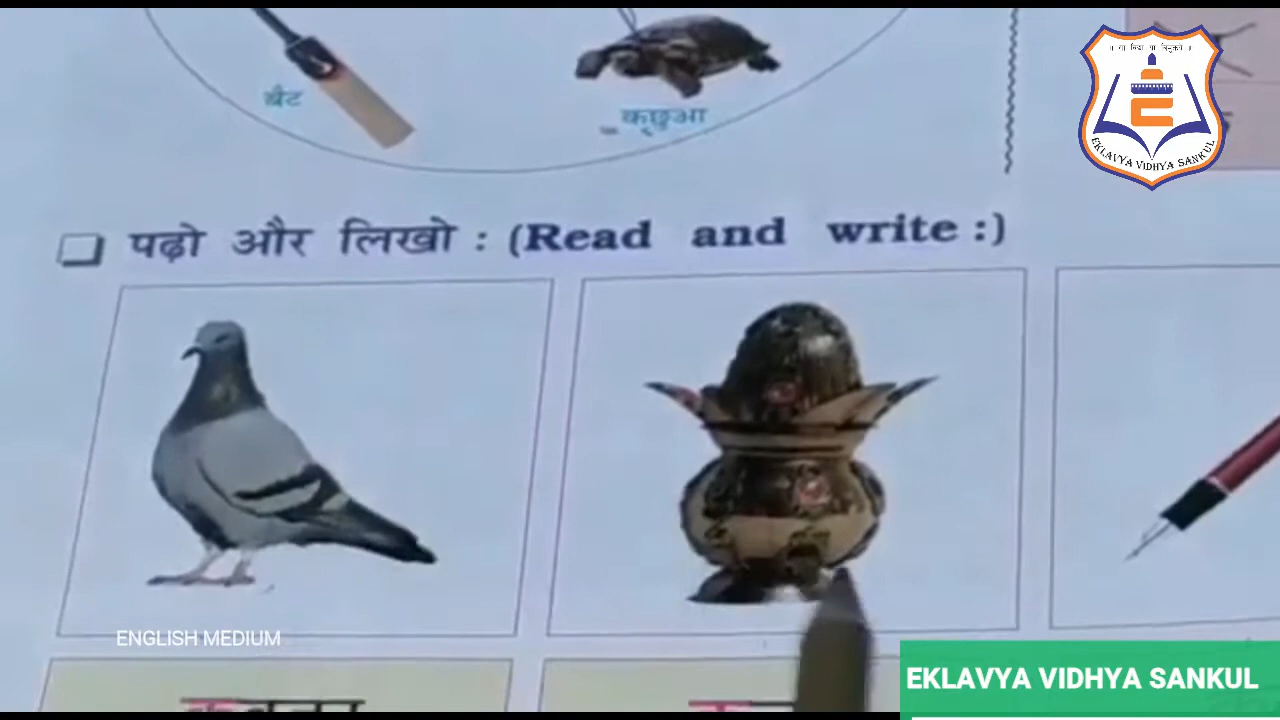 बैट
कछुआ
पढ़ो और लिखो : (Read and write :)
ENGLISH MEDIUM
EKLAVYA VIDHYA SANKUL
EKLAVYA VIDHYA SANKUL